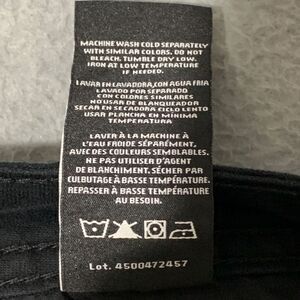 MACHINE WASH COLD SEPARATELY
WITH SIMILAR COLORS. DO NOT
BLEACH. TUMBLE DRY LOW.
IRON AT LOW TEMPERATURE
IF NEEDED.
LAVAR EN LAVADORA, CON AGUA FRIA
LAVADO POR SEPARADO
CON COLORES SIMILARES
NO USAR DE BLANQUEADOR
SECAR EN SECADORA CICLO LENTO
USAR PLANCHA EN MINIMA
TEMPERATURA
LAVER À LA MACHINE À
L'EAU FROIDE SÉPARÉMENT,
AVEC DES COULEURS SEMBLABLES.
NE PAS UTILISER D'AGENT
DE BLANCHIMENT. SÉCHER PAR
CULBUTAGE À BASSE TEMPÉRATURE.
REPASSER À BASSE TEMPÉRATURE
AU BESOIN.
Lot. 4500472457